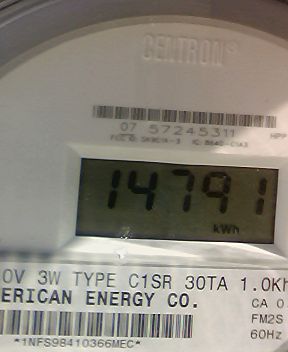 CENTRON®
07 57245311
14791
kWh
0V 3W TYPE C1SR 30TA 1.0Kh
ERICAN ENERGY CO.
CA 0
FM2S
60Hz
*1NFS98410366MEC*